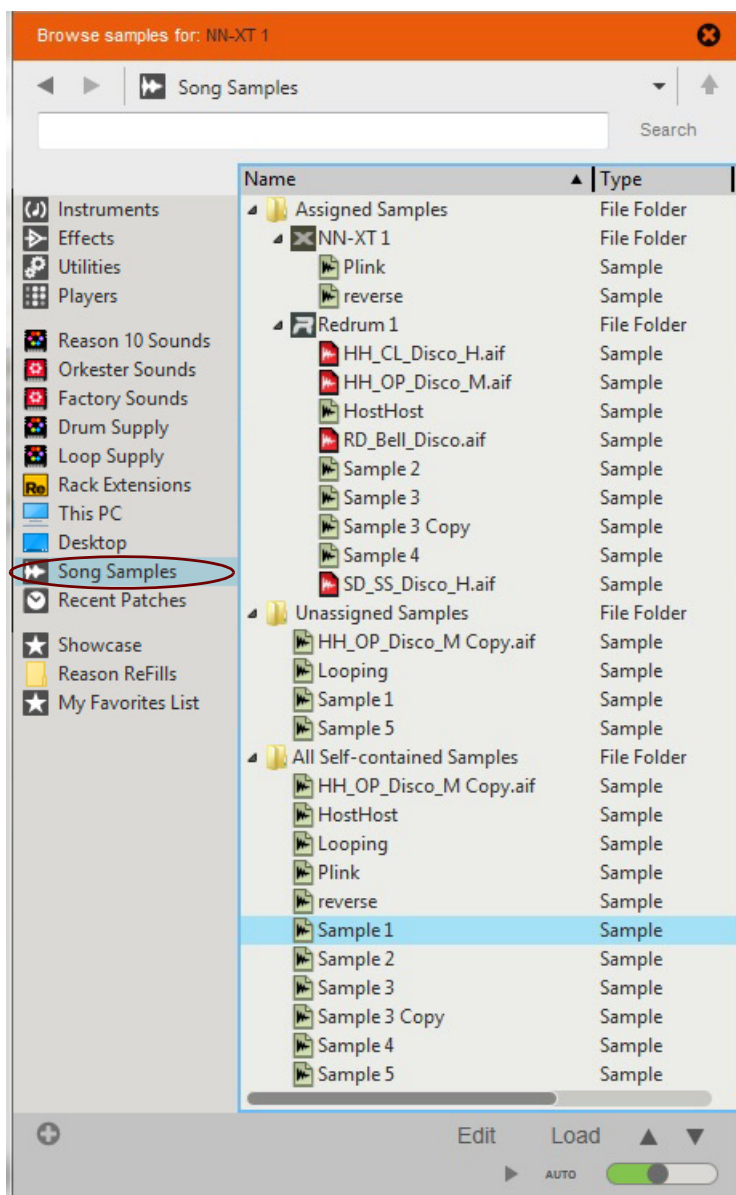 Browse samples for: NN-XT 1
Song Samples
Search
Name Type
Instruments
Effects
Utilities
Players
Reason 10 Sounds
Orkester Sounds
Factory Sounds
Drum Supply
Loop Supply
Re Rack Extensions
This PC
Desktop
Song Samples
Recent Patches
Showcase
Reason ReFills
My Favorites List
Assigned Samples File Folder
NN-XT 1 File Folder
Plink Sample
reverse Sample
Redrum 1 File Folder
HH_CL_Disco_H.aif Sample
HH_OP_Disco_M.aif Sample
HostHost Sample
RD_Bell_Disco.aif Sample
Sample 2 Sample
Sample 3 Sample
Sample 3 Copy Sample
Sample 4 Sample
SD_SS_Disco_H.aif Sample
Unassigned Samples File Folder
HH_OP_Disco_M Copy.aif Sample
Looping Sample
Sample 1 Sample
Sample 5 Sample
All Self-contained Samples File Folder
HH_OP_Disco_M Copy.aif Sample
HostHost Sample
Looping Sample
Plink Sample
reverse Sample
Sample 1 Sample
Sample 2 Sample
Sample 3 Sample
Sample 3 Copy Sample
Sample 4 Sample
Sample 5 Sample
Edit Load
AUTO